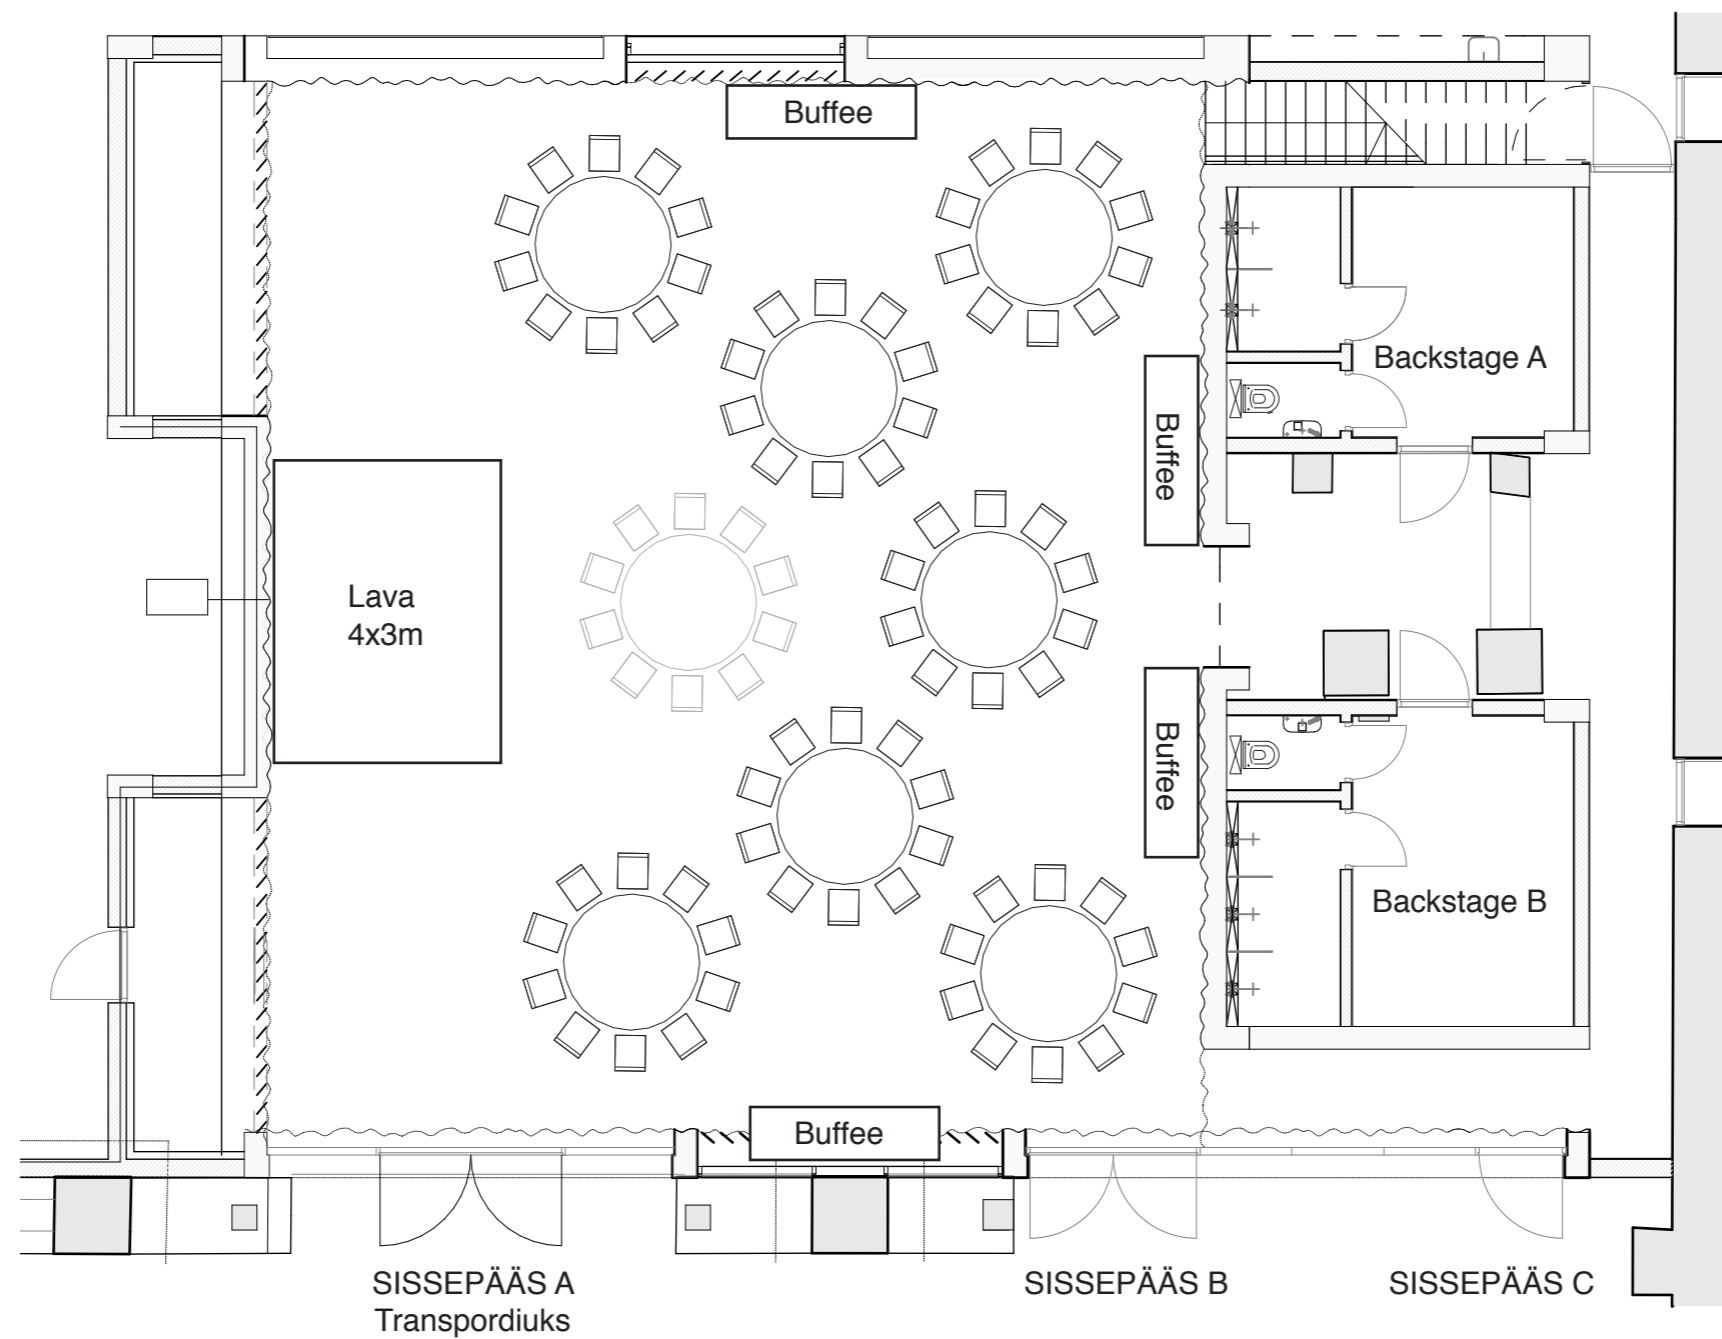 Buffee
Backstage A
Buffee
Lava
4x3m
Buffee
Backstage B
Buffee
SISSEPÄÄS A
Transpordiuks
SISSEPÄÄS B
SISSEPÄÄS C